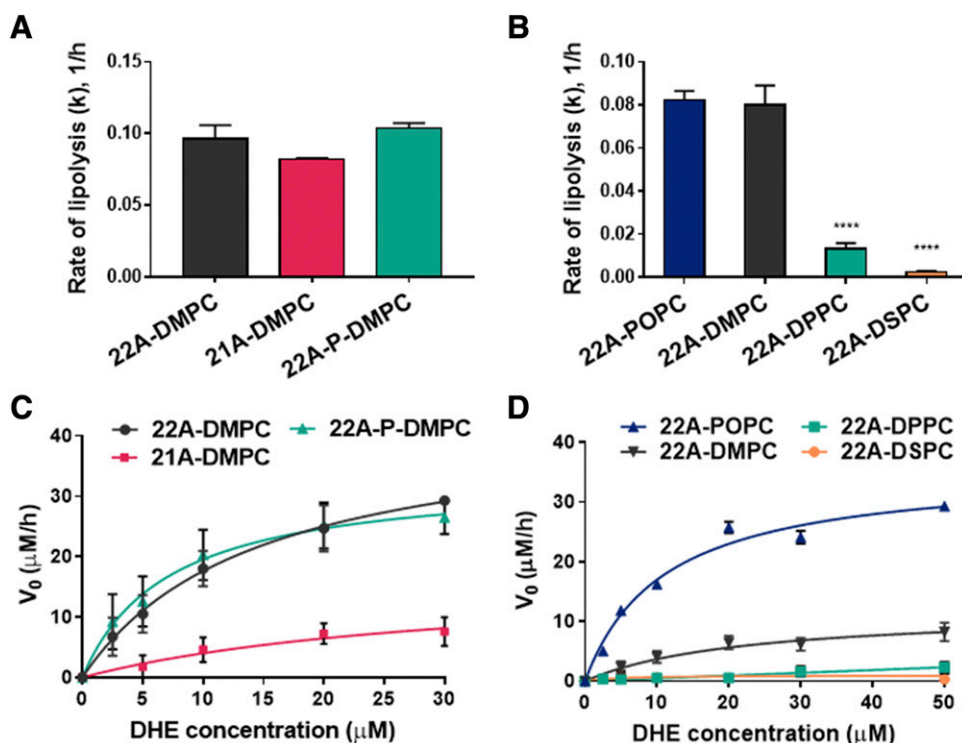 A
Rate of lipolysis (k), 1/h
0.15
0.10
0.05
0.00
22A-DMPC
21A-DMPC
22A-P-DMPC
B
Rate of lipolysis (k), 1/h
0.10
0.08
0.06
0.04
0.02
0.00
****
****
22A-POPC
22A-DMPC
22A-DPPC
22A-DSPC
C
22A-DMPC
22A-P-DMPC
21A-DMPC
V0 (μM/h)
40
30
20
10
0
0
5
10
20
30
DHE concentration (μM)
D
22A-POPC
22A-DPPC
22A-DMPC
22A-DSPC
V0 (μM/h)
40
30
20
10
0
0
10
20
30
40
50
DHE concentration (μM)